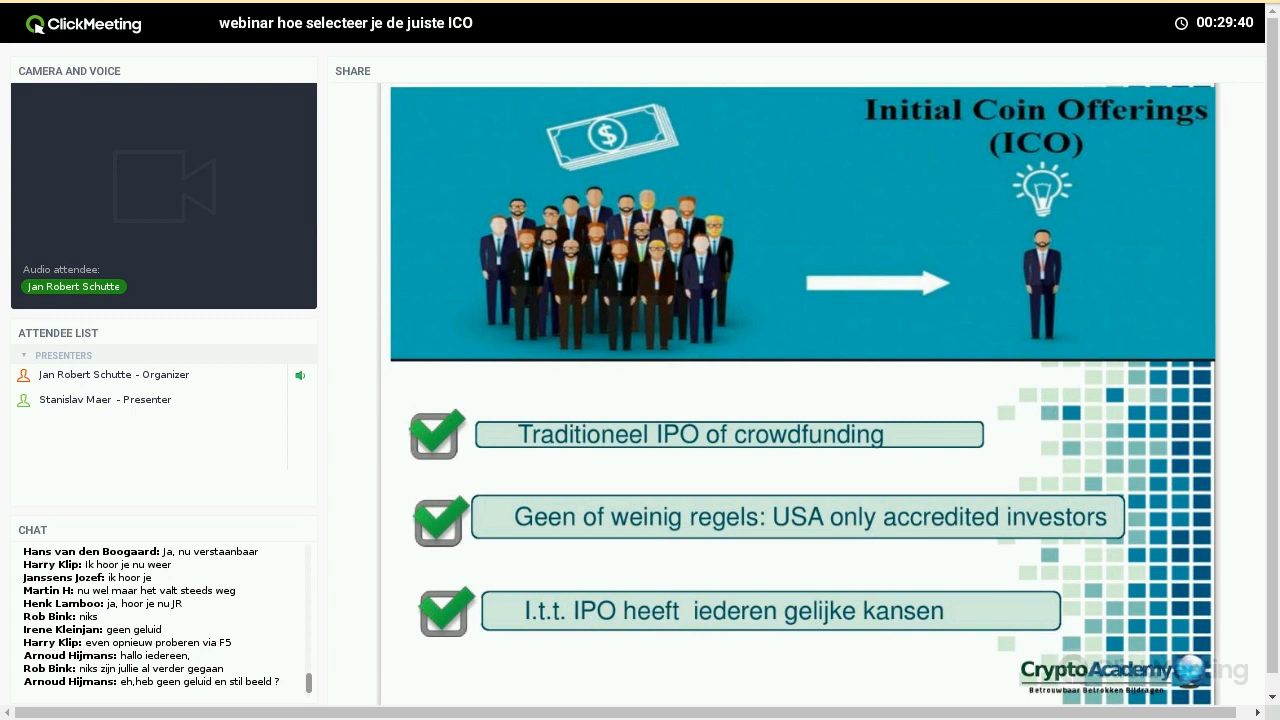 ClickMeeting
webinar hoe selecteer je de juiste ICO
00:29:40
CAMERA AND VOICE
Audio attendee:
Jan Robert Schutte
ATTENDEE LIST
PRESENTERS
Jan Robert Schutte - Organizer
Stanislav Maer - Presenter
CHAT
Hans van den Boogaard: Ja, nu verstaanbaar
Harry Klip: Ik hoor je nu weer
Janssens Jozef: ik hoor je
Martin H: nu wel maar het valt steeds weg
Henk Lamboo: ja, hoor je nu JR
Rob Bink: niks
Irene Kleinjan: geen geluid
Harry Klip: even opnieuw proberen via F5
Arnoud Hijmans: hallo iedereen,
Rob Bink: niks zijn jullie al verder gegaan
Arnoud Hijmans: eh,heb geen geluid en stil beeld ?
SHARE
Initial Coin Offerings
(ICO)
$
Traditioneel IPO of crowdfunding
Geen of weinig regels: USA only accredited investors
I.t.t. IPO heeft iederen gelijke kansen
CryptoAcademy
Betrouwbaar Betrokken Bijdragen